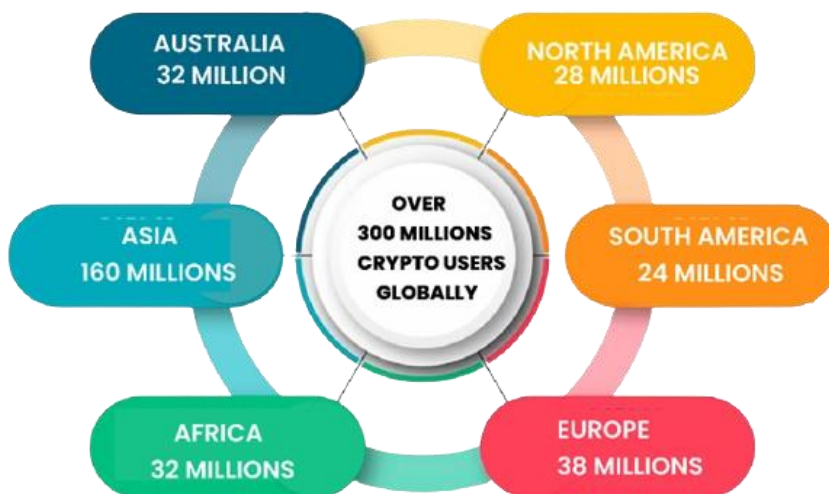 AUSTRALIA
32 MILLION
NORTH AMERICA
28 MILLIONS
OVER
300 MILLIONS
CRYPTO USERS
GLOBALLY
ASIA
160 MILLIONS
SOUTH AMERICA
24 MILLIONS
AFRICA
32 MILLIONS
EUROPE
38 MILLIONS